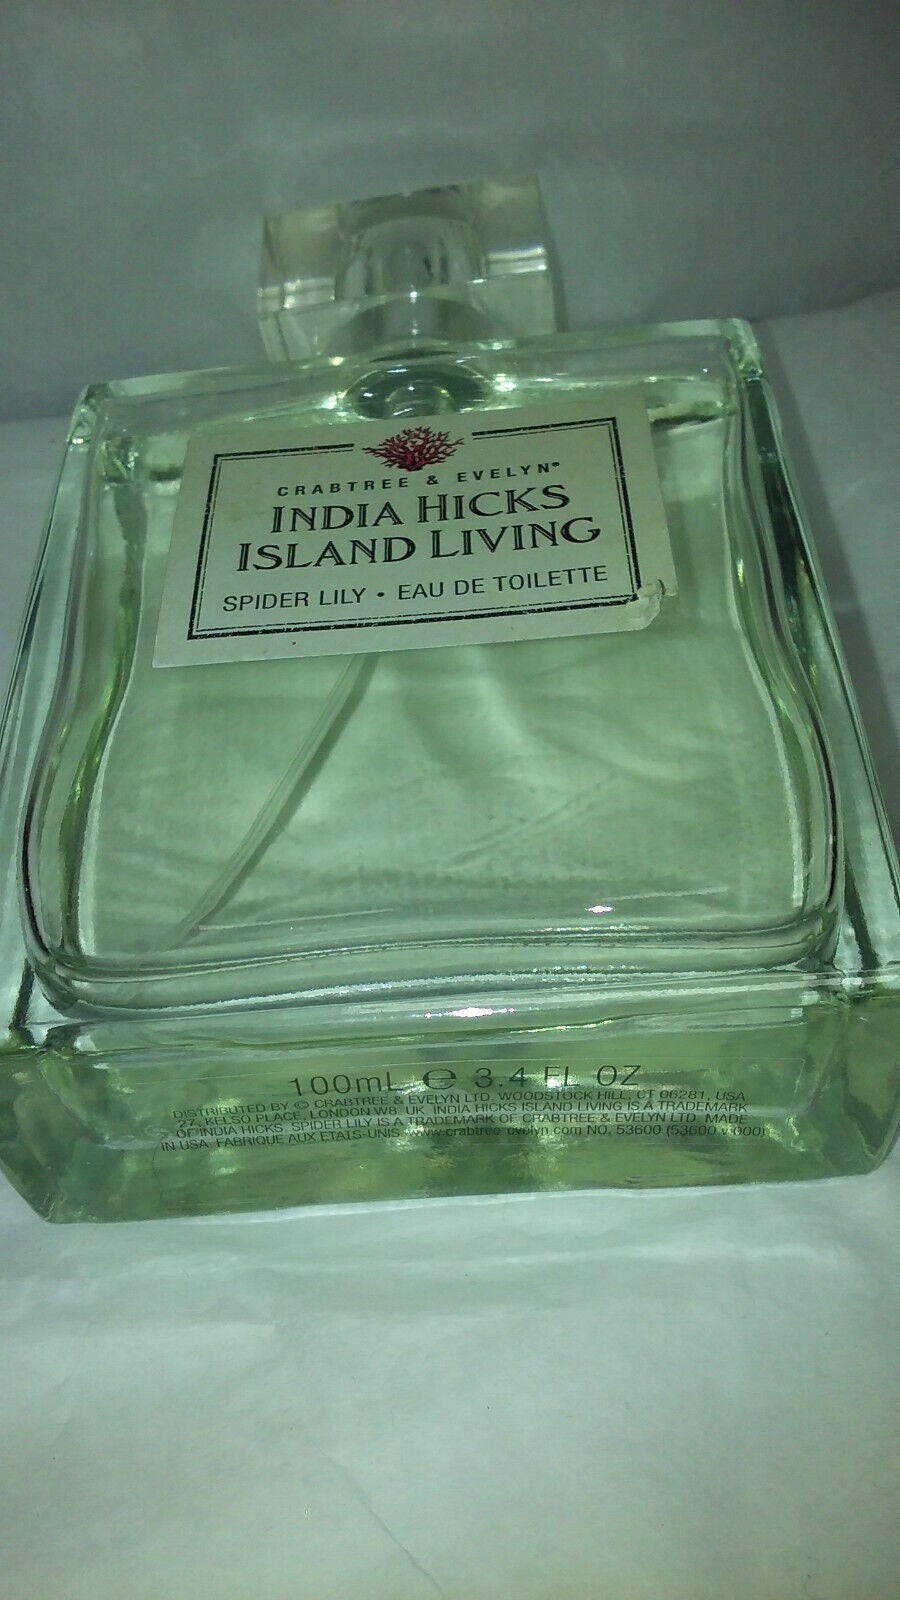 CRABTREE & EVELYN®
INDIA HICKS
ISLAND LIVING
SPIDER LILY • EAU DE TOILETTE
100mL ℮ 3.4 FL OZ
DISTRIBUTED BY © CRABTREE & EVELYN LTD. WOODSTOCK HILL, CT 06281, USA
27, KELSO PLACE, LONDON W8 UK. INDIA HICKS ISLAND LIVING IS A TRADEMARK
OF INDIA HICKS. SPIDER LILY IS A TRADEMARK OF CRABTREE & EVELYN LTD. MADE
IN USA. FABRIQUE AUX ETATS-UNIS. www.crabtree-evelyn.com NO. 53600 (53600 v.000)